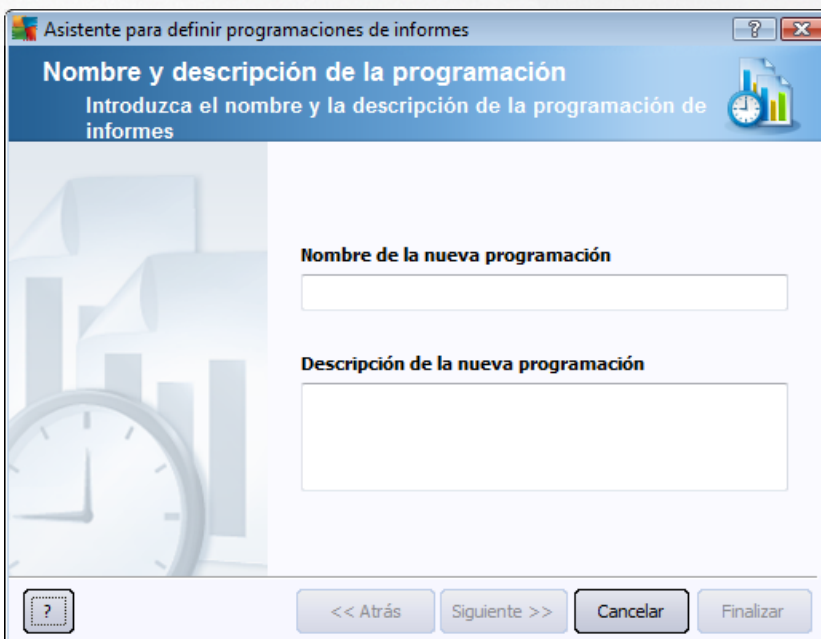 Asistente para definir programaciones de informes
?
Nombre y descripción de la programación
Introduzca el nombre y la descripción de la programación de
informes
Nombre de la nueva programación
Descripción de la nueva programación
?
<< Atrás
Siguiente >>
Cancelar
Finalizar